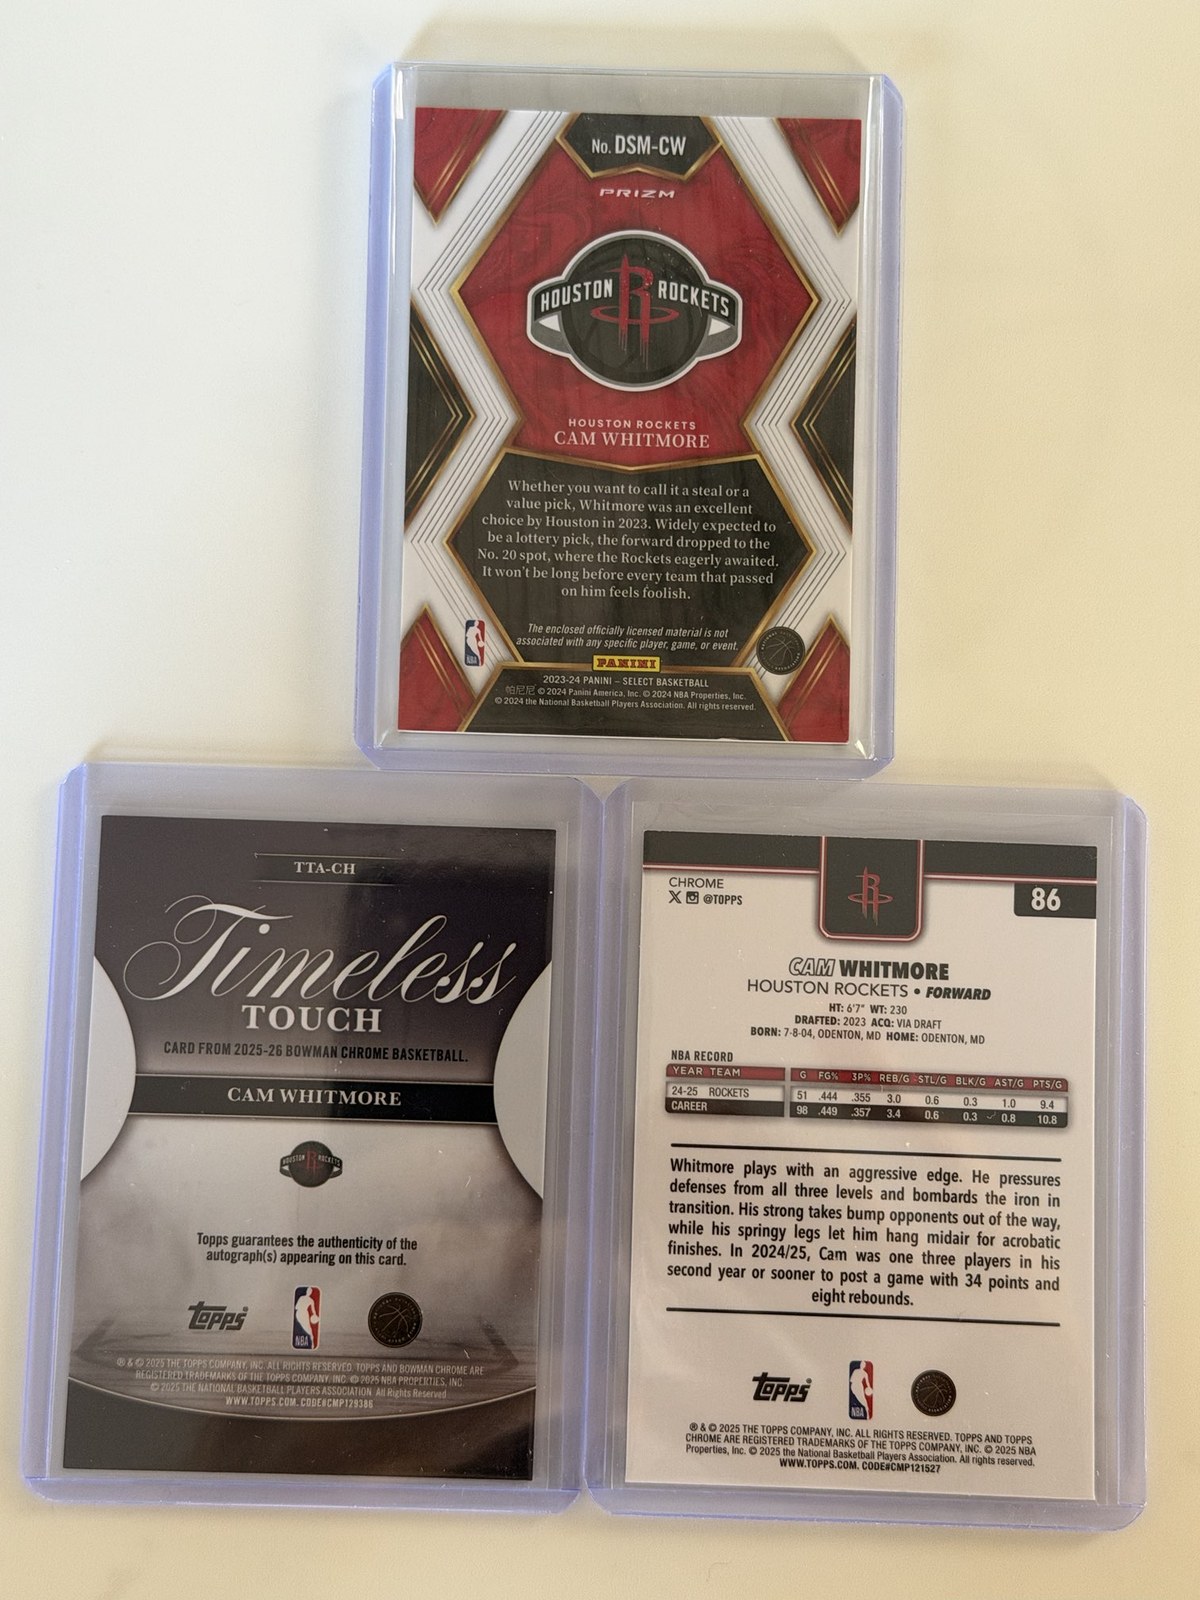 No. DSM-CW
PRIZM
HOUSTON ROCKETS
HOUSTON ROCKETS
CAM WHITMORE
Whether you want to call it a steal or a
value pick, Whitmore was an excellent
choice by Houston in 2023. Widely expected to
be a lottery pick, the forward dropped to the
No. 20 spot, where the Rockets eagerly awaited.
It won't be long before every team that passed
on him feels foolish.
The enclosed officially licensed material is not
associated with any specific player, game, or event.
NBA
PANINI
2023-24 PANINI – SELECT BASKETBALL
帕尼尼 © 2024 Panini America, Inc. © 2024 NBA Properties, Inc.
© 2024 the National Basketball Players Association. All rights reserved.
TTA-CH
Timeless
TOUCH
CARD FROM 2025-26 BOWMAN CHROME BASKETBALL.
CAM WHITMORE
HOUSTON ROCKETS
Topps guarantees the authenticity of the
autograph(s) appearing on this card.
Topps®
NBA
® & © 2025 THE TOPPS COMPANY, INC. ALL RIGHTS RESERVED. TOPPS AND BOWMAN CHROME ARE
REGISTERED TRADEMARKS OF THE TOPPS COMPANY, INC. © 2025 NBA PROPERTIES, INC.
© 2025 THE NATIONAL BASKETBALL PLAYERS ASSOCIATION. All Rights Reserved
WWW.TOPPS.COM. CODE#CMP129386
CHROME
X @TOPPS
86
CAM WHITMORE
HOUSTON ROCKETS • FORWARD
HT: 6'7" WT: 230
DRAFTED: 2023 ACQ: VIA DRAFT
BORN: 7-8-04, ODENTON, MD HOME: ODENTON, MD
NBA RECORD
YEAR TEAM G FG% 3P% REB/G STL/G BLK/G AST/G PTS/G
24-25 ROCKETS 51 .444 .355 3.0 0.6 0.3 1.0 9.4
CAREER 98 .449 .357 3.4 0.6 0.3 0.8 10.8
Whitmore plays with an aggressive edge. He pressures
defenses from all three levels and bombards the iron in
transition. His strong takes bump opponents out of the way,
while his springy legs let him hang midair for acrobatic
finishes. In 2024/25, Cam was one three players in his
second year or sooner to post a game with 34 points and
eight rebounds.
Topps®
NBA
® & © 2025 THE TOPPS COMPANY, INC. ALL RIGHTS RESERVED. TOPPS AND TOPPS
CHROME ARE REGISTERED TRADEMARKS OF THE TOPPS COMPANY, INC. © 2025 NBA
Properties, Inc. © 2025 the National Basketball Players Association. All rights reserved.
WWW.TOPPS.COM. CODE#CMP121527